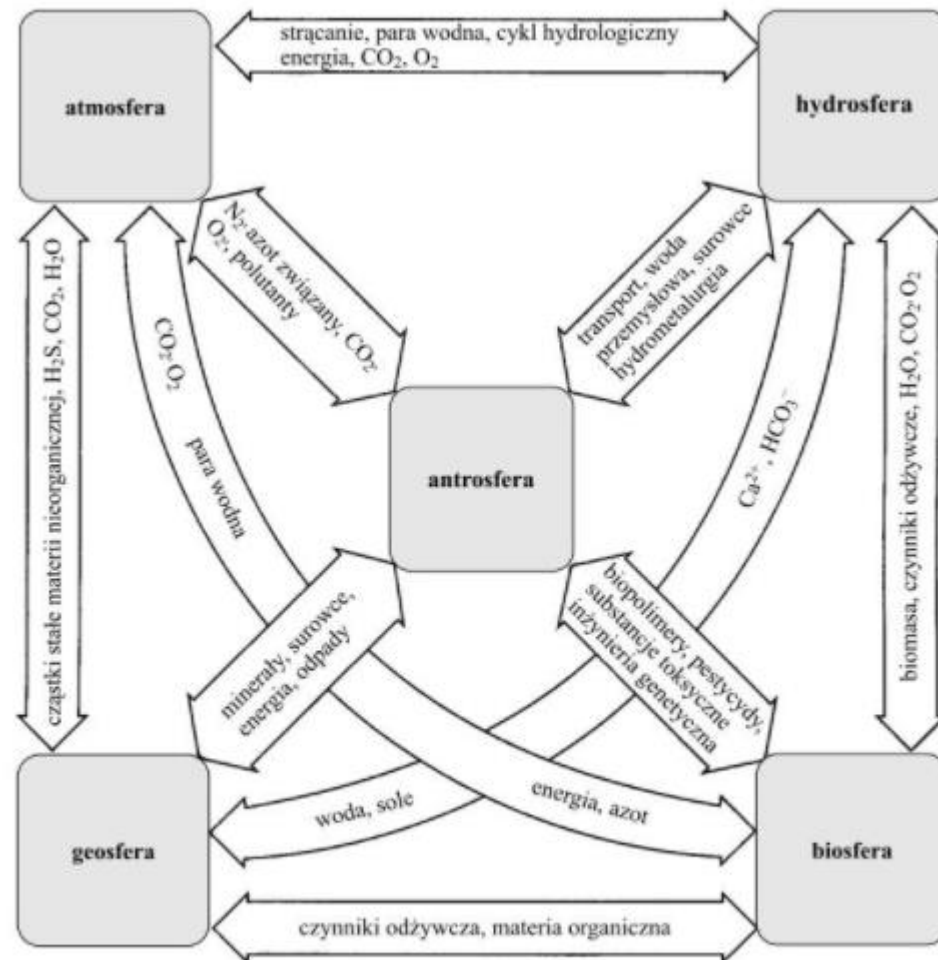 strącanie, para wodna, cykl hydrologiczny
energia, CO₂, O₂
atmosfera
hydrosfera
N₂, azot związany, CO₂,
O₂, polutanty
transport, woda
przemysłowa, surowce
hydrometalurgia
cząstki stałe materii nieorganicznej, H₂S, CO₂, H₂O
CO₂, O₂
para wodna
antrosfera
Ca²⁺, HCO₃⁻
biomasa, czynniki odżywcze, H₂O, CO₂, O₂
minerały, surowce,
energia, odpady
biopolimery, pestycydy,
substancje toksyczne
inżynieria genetyczna
woda, sole
energia, azot
geosfera
biosfera
czynniki odżywcza, materia organiczna